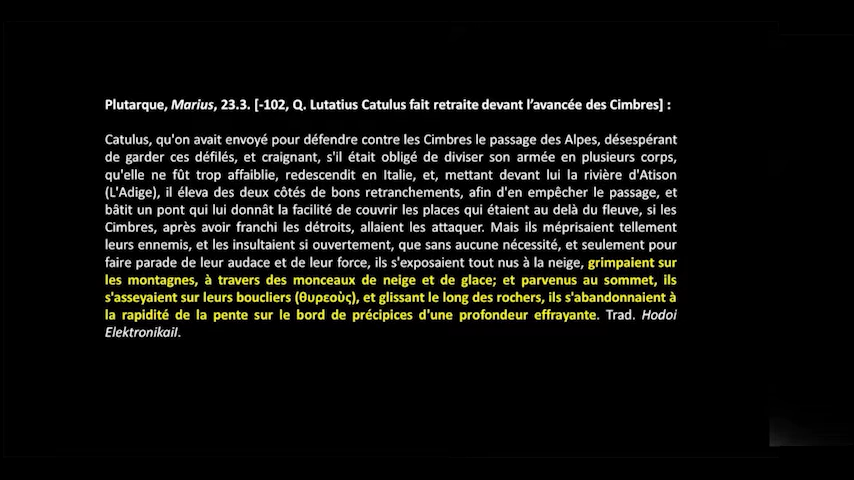 Plutarque, Marius, 23.3. [-102, Q. Lutatius Catulus fait retraite devant l’avancée des Cimbres] :
Catulus, qu'on avait envoyé pour défendre contre les Cimbres le passage des Alpes, désespérant
de garder ces défilés, et craignant, s'il était obligé de diviser son armée en plusieurs corps,
qu'elle ne fût trop affaiblie, redescendit en Italie, et, mettant devant lui la rivière d'Atison
(L'Adige), il éleva des deux côtés de bons retranchements, afin d'en empêcher le passage, et
bâtit un pont qui lui donnât la facilité de couvrir les places qui étaient au delà du fleuve, si les
Cimbres, après avoir franchi les détroits, allaient les attaquer. Mais ils méprisaient tellement
leurs ennemis, et les insultaient si ouvertement, que sans aucune nécessité, et seulement pour
faire parade de leur audace et de leur force, ils s'exposaient tout nus à la neige, grimpaient sur
les montagnes, à travers des monceaux de neige et de glace; et parvenus au sommet, ils
s'asseyaient sur leurs boucliers (θυρεοὺς), et glissant le long des rochers, ils s'abandonnaient à
la rapidité de la pente sur le bord de précipices d'une profondeur effrayante. Trad. Hodoi
Elektronikail.